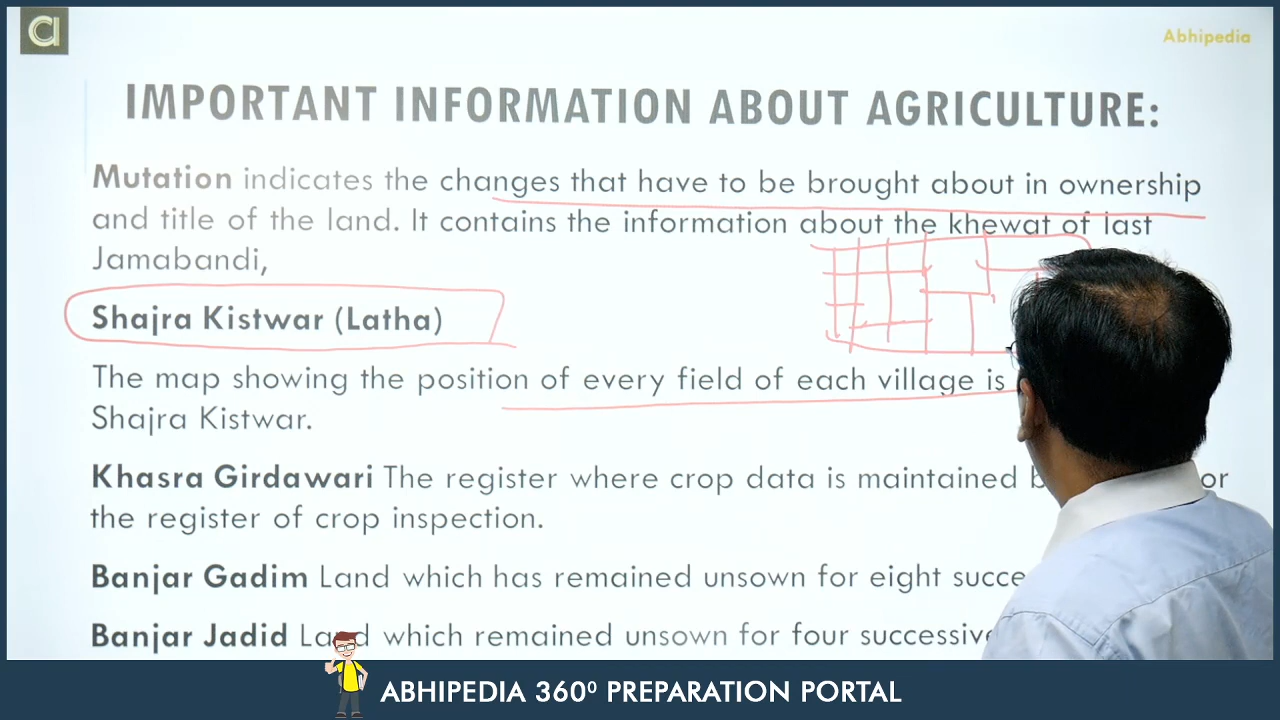 Abhipedia
IMPORTANT INFORMATION ABOUT AGRICULTURE:
Mutation indicates the changes that have to be brought about in ownership
and title of the land. It contains the information about the khewat of last
Jamabandi,
Shajra Kistwar (Latha)
The map showing the position of every field of each village is
Shajra Kistwar.
Khasra Girdawari The register where crop data is maintained or
the register of crop inspection.
Banjar Gadim Land which has remained unsown for eight
Banjar Jadid Land which remained unsown for four successive
ABHIPEDIA 360⁰ PREPARATION PORTAL